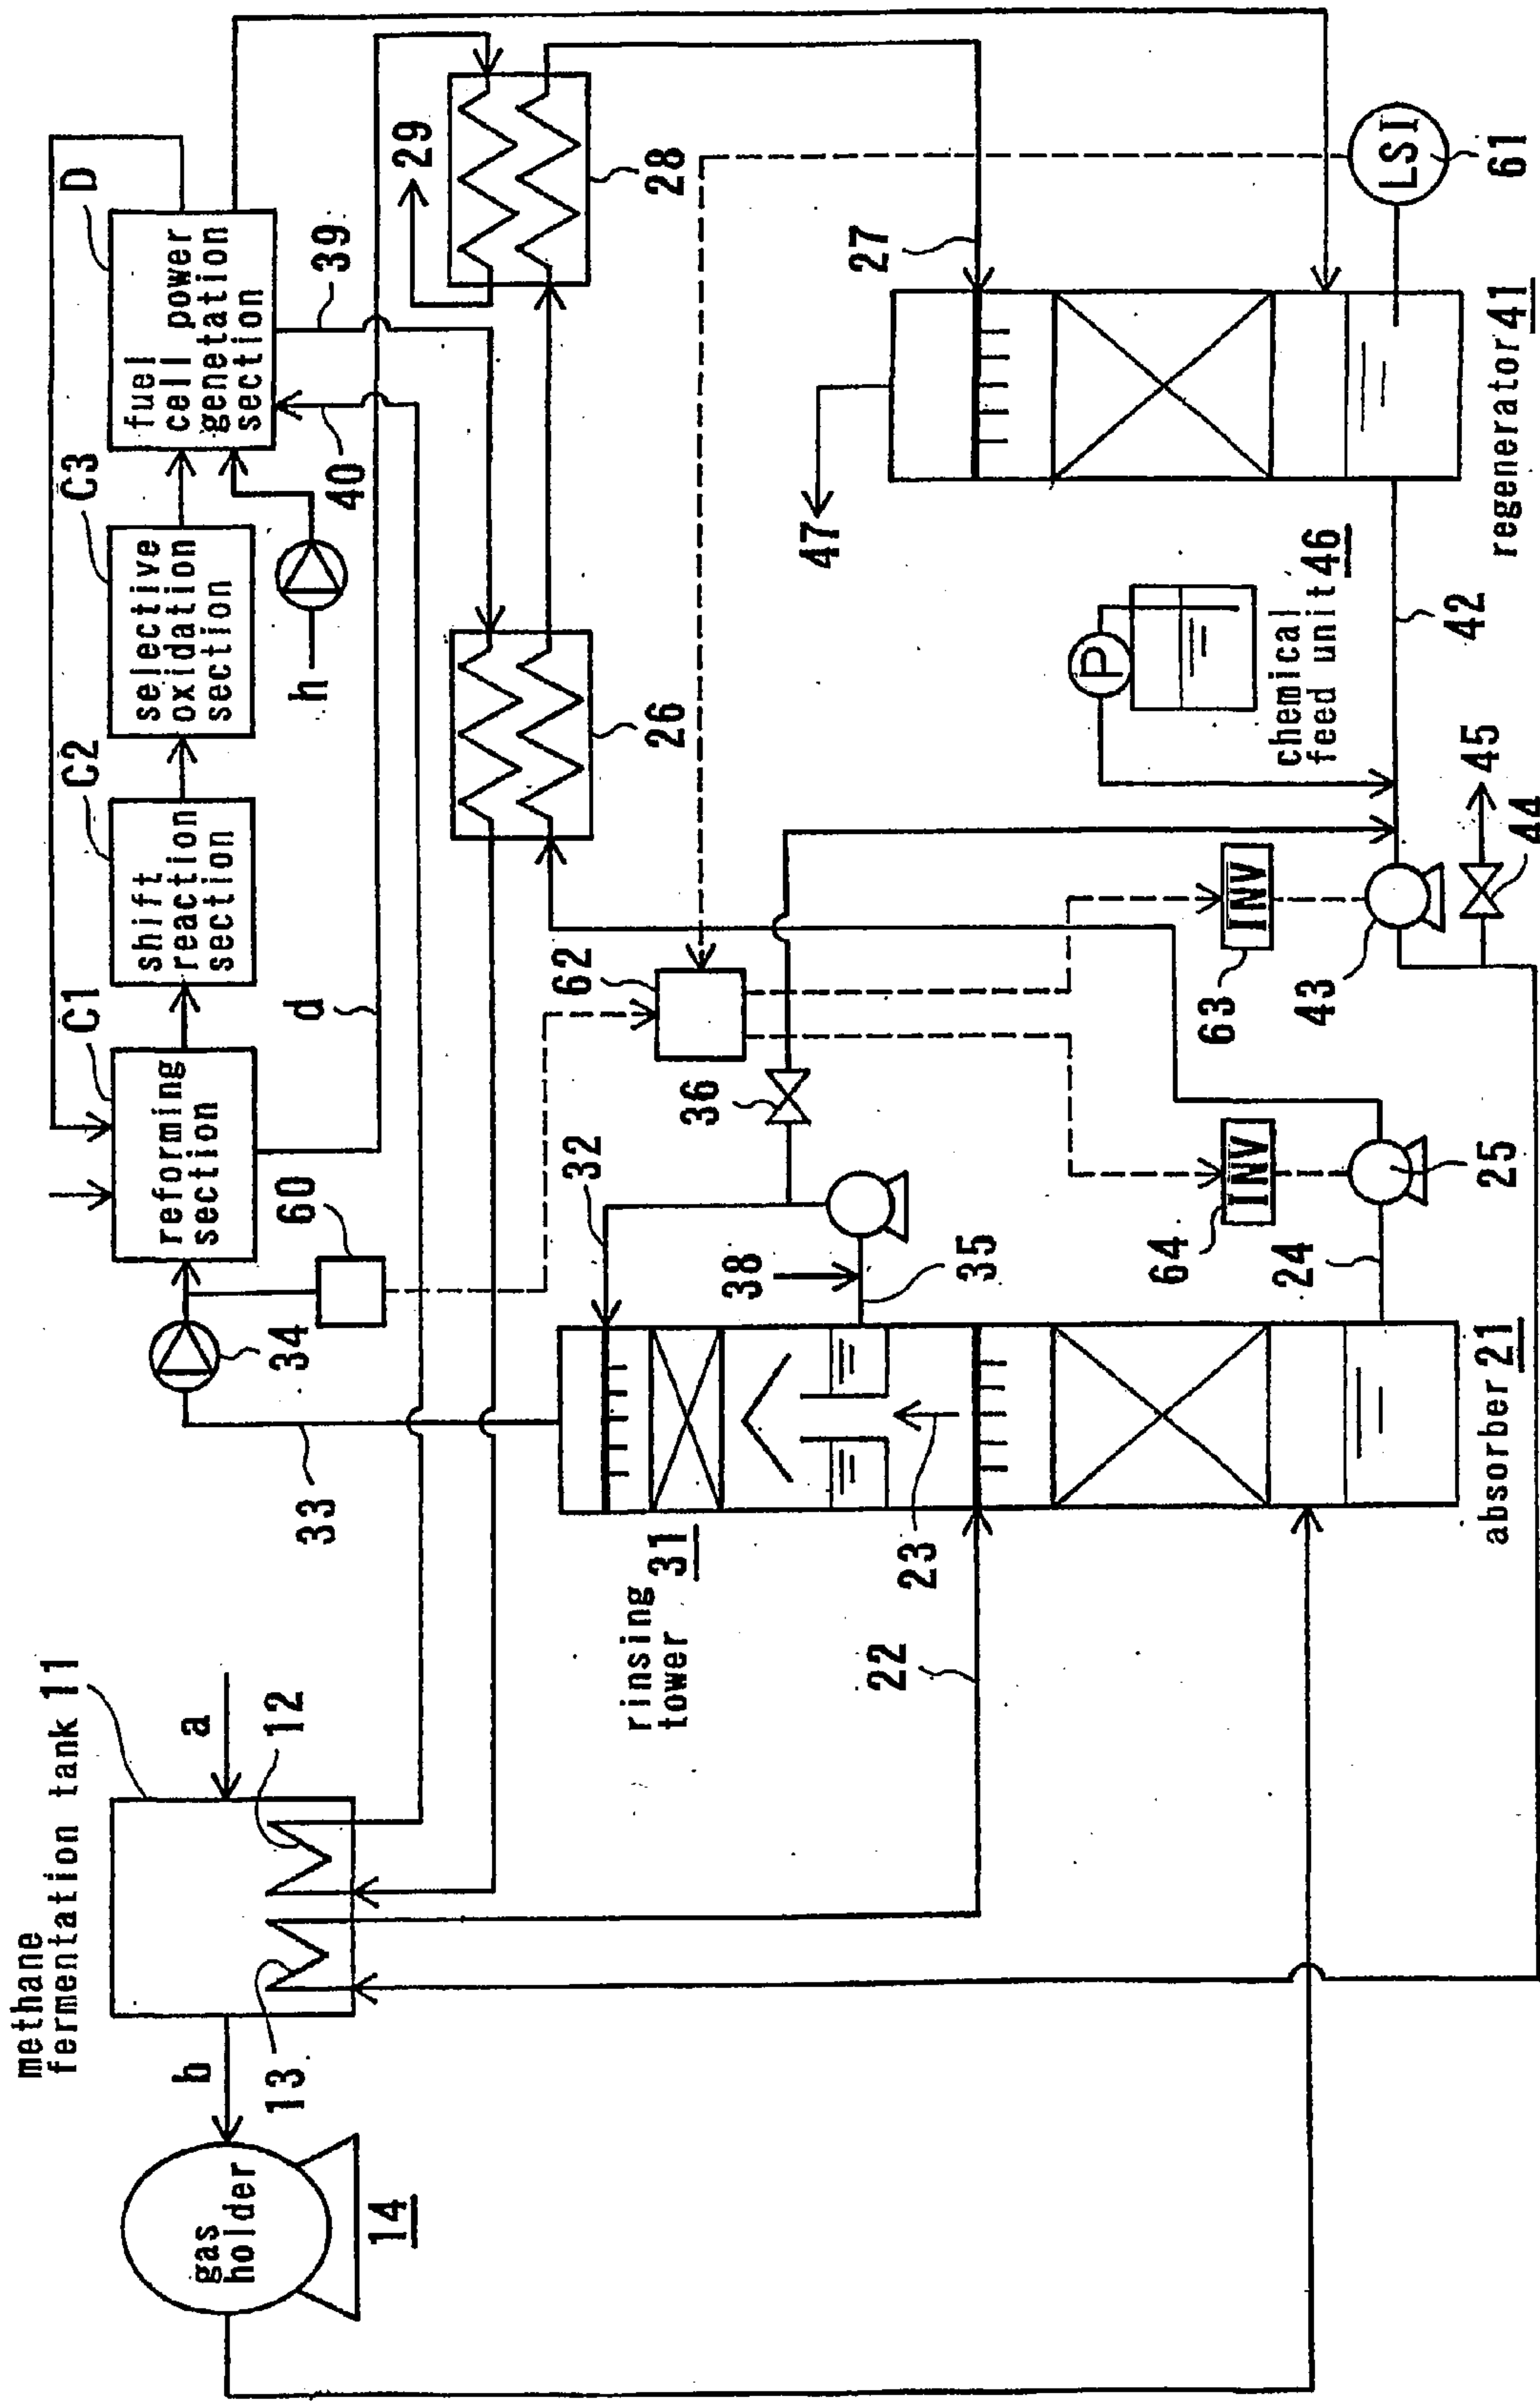 methane
fermentation tank 11
a
b
12
13
gas
holder
14
33
34
60
reforming
section
C1
shift
reaction
section
C2
selective
oxidation
section
C3
fuel
cell power
genetation
section
D
h
d
39
40
29
28
26
62
36
32
38
35
rinsing
tower 31
23
22
absorber 21
24
25
64
INV
63
INV
43
44
45
42
chemical
feed unit 46
P
47
27
LSI
61
regenerator 41